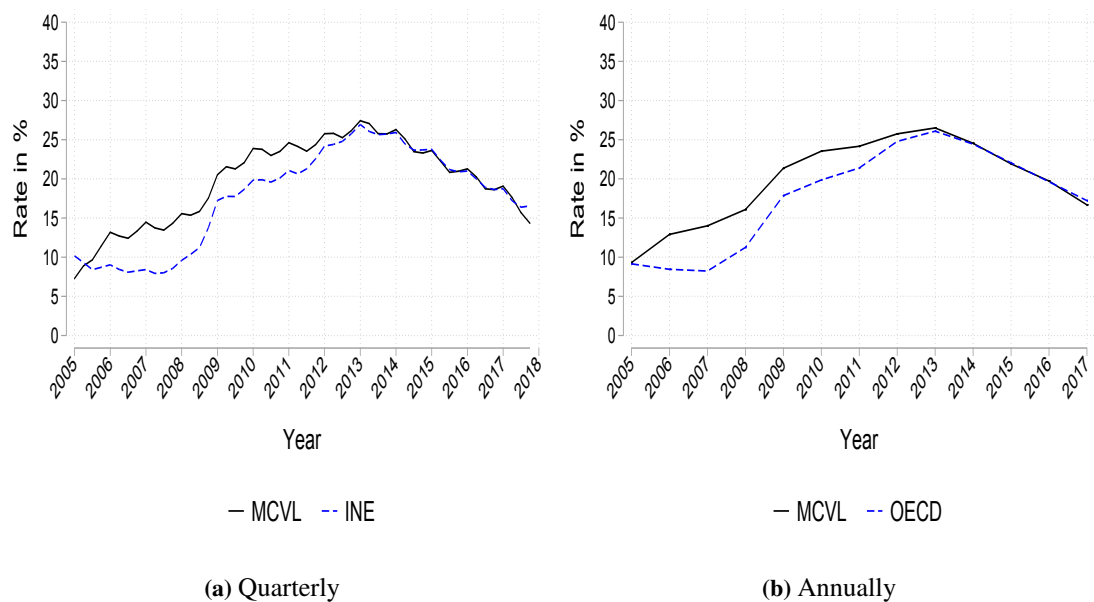 40
35
30
25
20
15
10
5
0
Rate in %
2005 2006 2007 2008 2009 2010 2011 2012 2013 2014 2015 2016 2017 2018
Year
MCVL INE
(a) Quarterly
40
35
30
25
20
15
10
5
0
Rate in %
2005 2006 2007 2008 2009 2010 2011 2012 2013 2014 2015 2016 2017
Year
MCVL OECD
(b) Annually